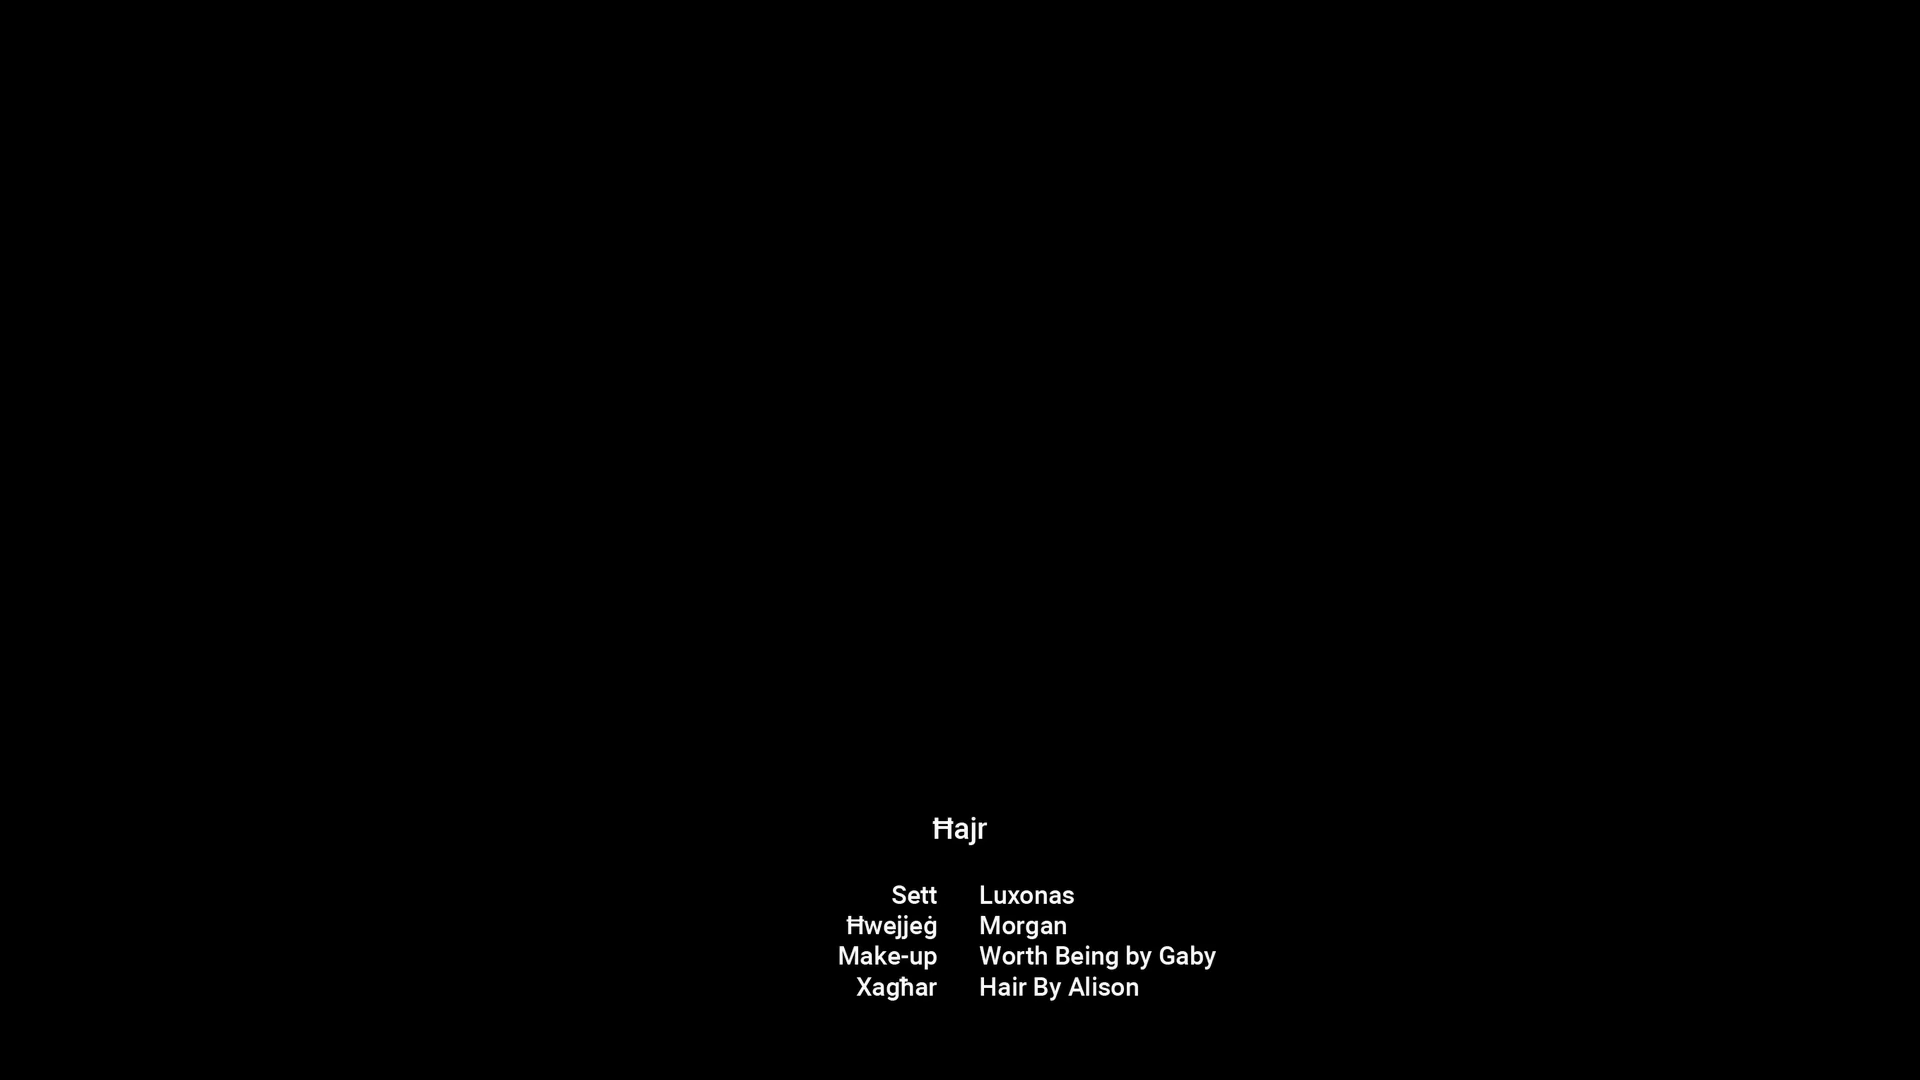 Ħajr
Sett Luxonas
Ħwejjeġ Morgan
Make-up Worth Being by Gaby
Xagħar Hair By Alison